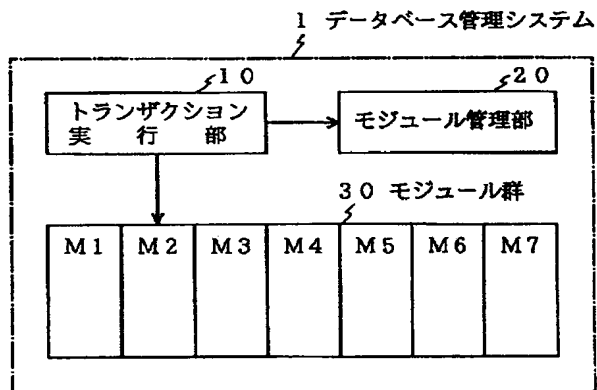 1 データベース管理システム
10
トランザクション
実行部
20
モジュール管理部
30 モジュール群
M1 M2 M3 M4 M5 M6 M7